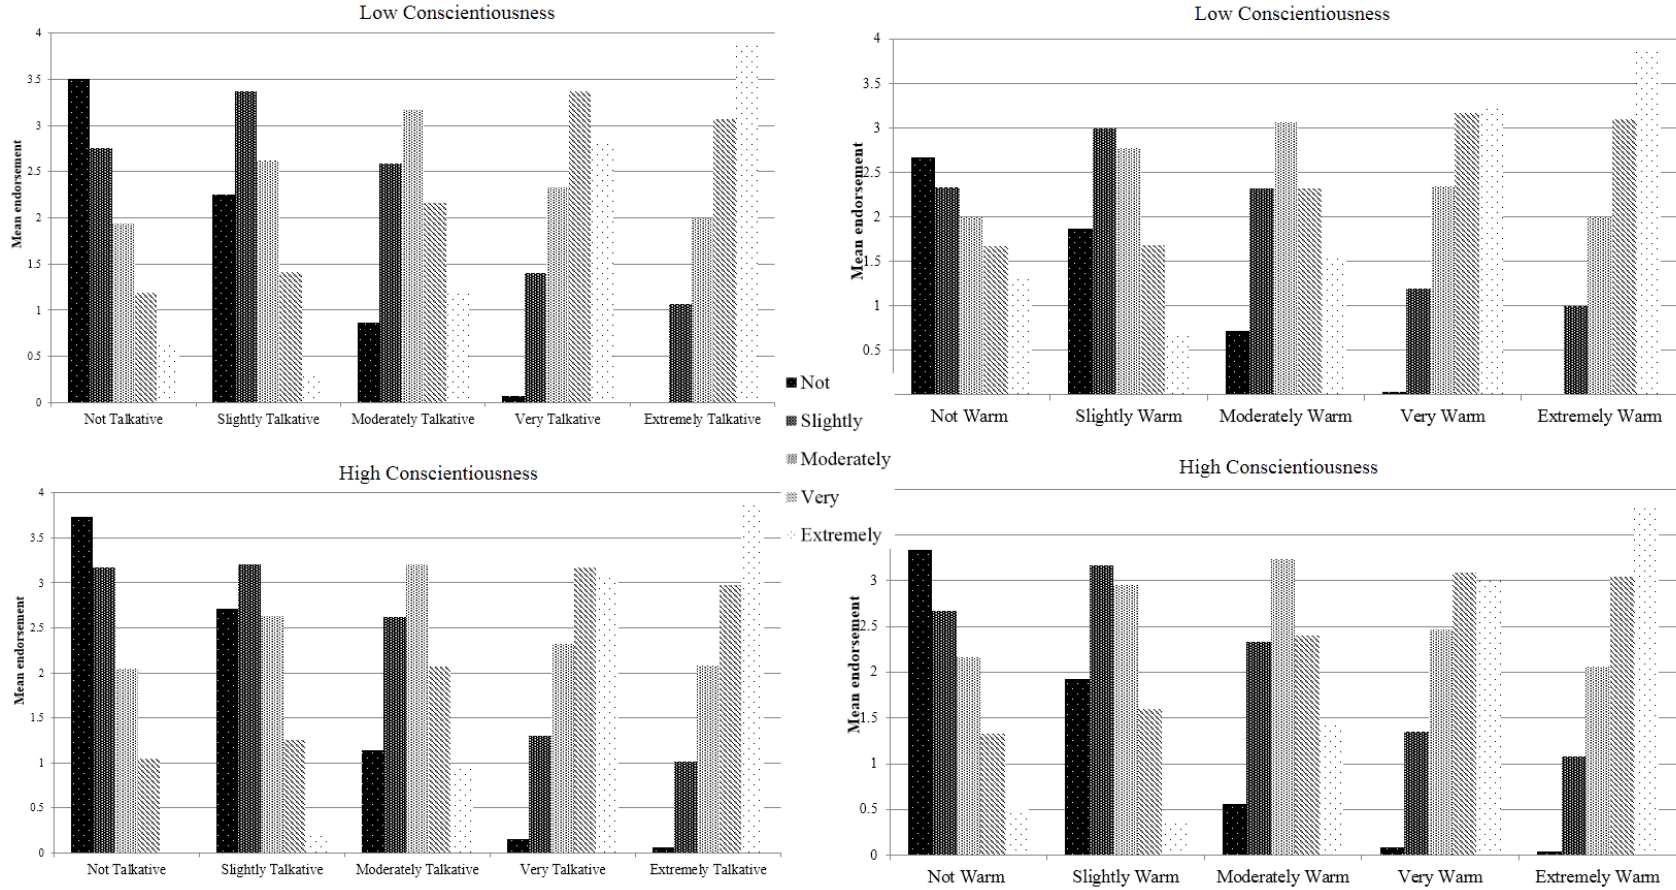 Low Conscientiousness
4
3.5
3
2.5
2
1.5
1
0.5
0
Mean endorsement
Not Talkative Slightly Talkative Moderately Talkative Very Talkative Extremely Talkative
Low Conscientiousness
4
3.5
3
2.5
2
1.5
1
0.5
Mean endorsement
Not Warm Slightly Warm Moderately Warm Very Warm Extremely Warm
Not
Slightly
Moderately
Very
Extremely
High Conscientiousness
4
3.5
3
2.5
2
1.5
1
0.5
0
Mean endorsement
Not Talkative Slightly Talkative Moderately Talkative Very Talkative Extremely Talkative
High Conscientiousness
3
2.5
2
1.5
1
0.5
0
Mean endorsement
Not Warm Slightly Warm Moderately Warm Very Warm Extremely Warm